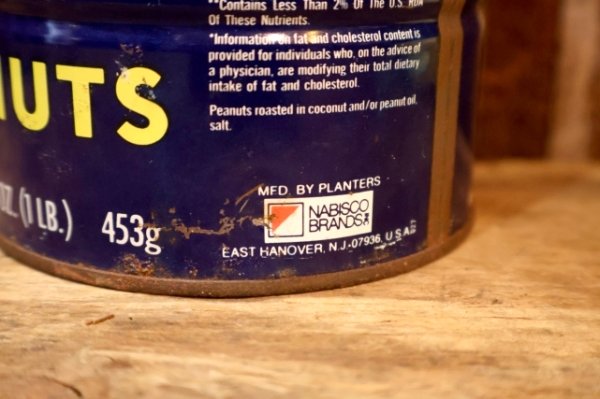 **Contains Less Than 2% Of The U.S. RDA
Of These Nutrients.
*Information on fat and cholesterol content is
provided for individuals who, on the advice of
a physician, are modifying their total dietary
intake of fat and cholesterol.
Peanuts roasted in coconut and/or peanut oil,
salt.
NUTS
OZ. (1 LB.) 453g
MFD. BY PLANTERS
NABISCO
BRANDS INC
EAST HANOVER, N.J. 07936, U.S.A.